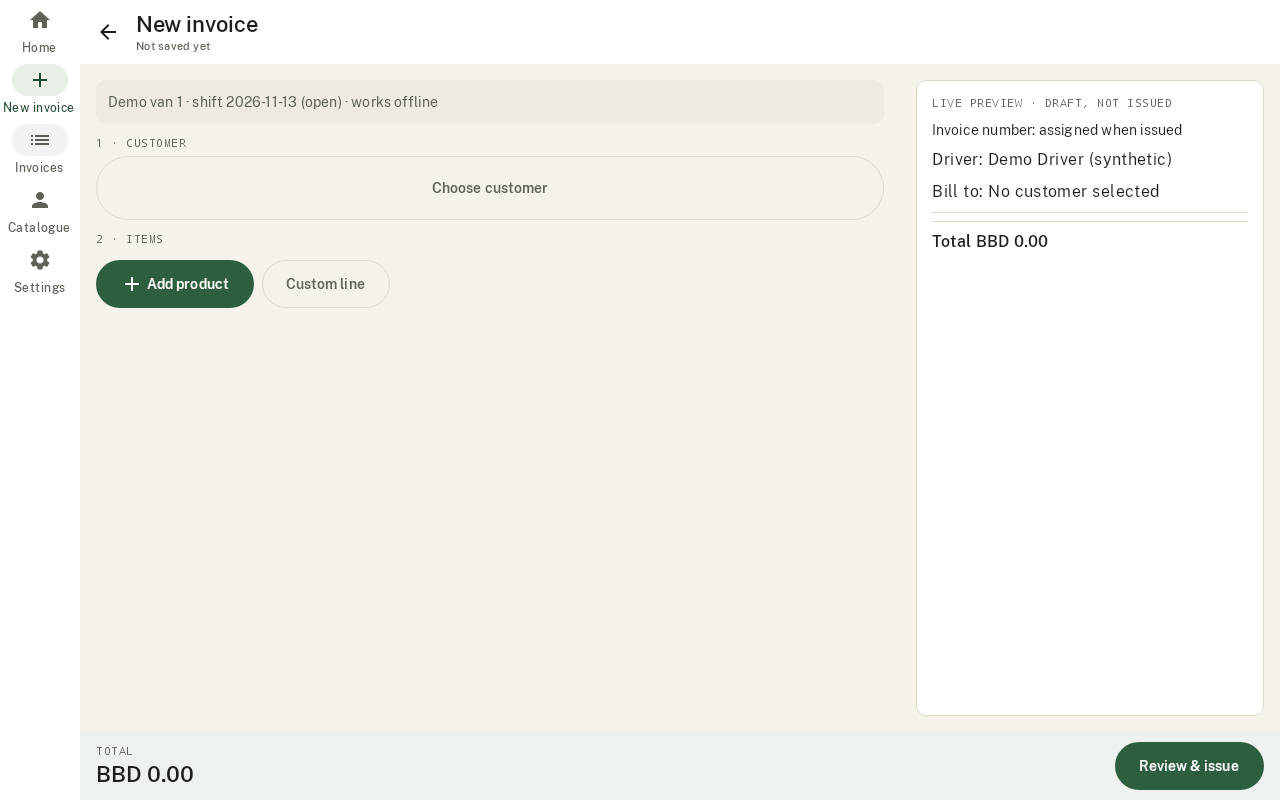 Home
New invoice
Invoices
Catalogue
Settings
New invoice
Not saved yet
Demo van 1 · shift 2026-11-13 (open) · works offline
1 · CUSTOMER
Choose customer
2 · ITEMS
Add product
Custom line
LIVE PREVIEW · DRAFT, NOT ISSUED
Invoice number: assigned when issued
Driver: Demo Driver (synthetic)
Bill to: No customer selected
Total BBD 0.00
TOTAL
BBD 0.00
Review & issue